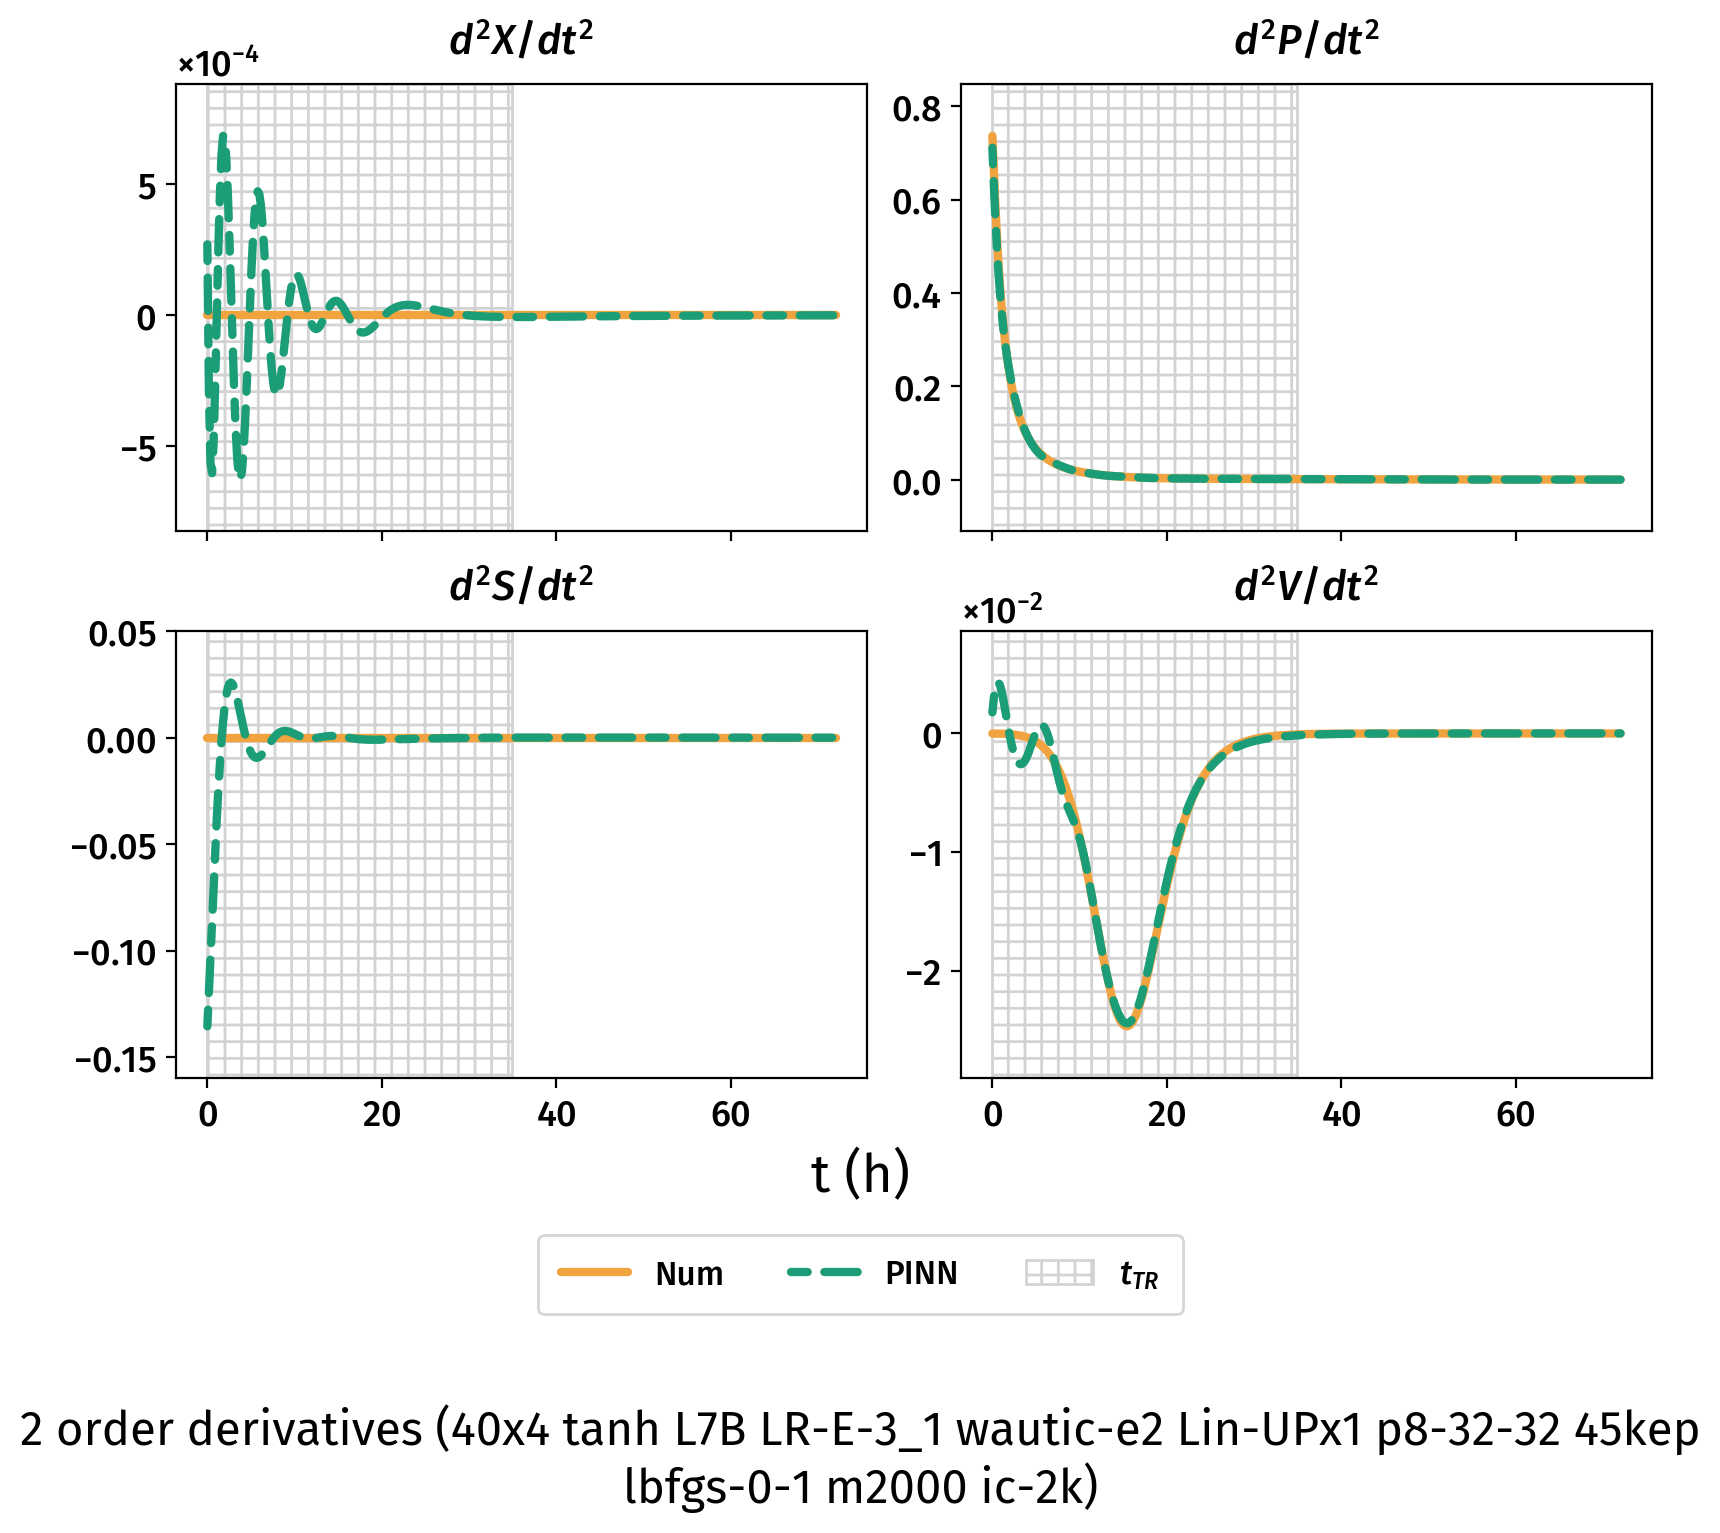 d²X/dt²
d²P/dt²
×10⁻⁴
5
0
−5
0.8
0.6
0.4
0.2
0.0
d²S/dt²
d²V/dt²
×10⁻²
0.05
0.00
−0.05
−0.10
−0.15
0
−1
−2
0 20 40 60
0 20 40 60
t (h)
Num PINN t_TR
2 order derivatives (40x4 tanh L7B LR-E-3_1 wautic-e2 Lin-UPx1 p8-32-32 45kep
lbfgs-0-1 m2000 ic-2k)